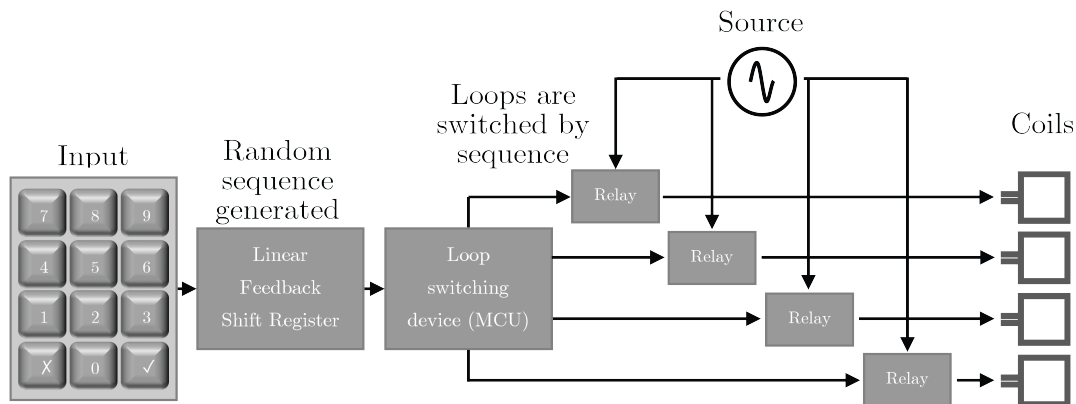 Source
Loops are
switched by
sequence
Coils
Input
Random
sequence
generated
7 8 9
4 5 6
1 2 3
✗ 0 ✓
Linear
Feedback
Shift Register
Loop
switching
device (MCU)
Relay
Relay
Relay
Relay